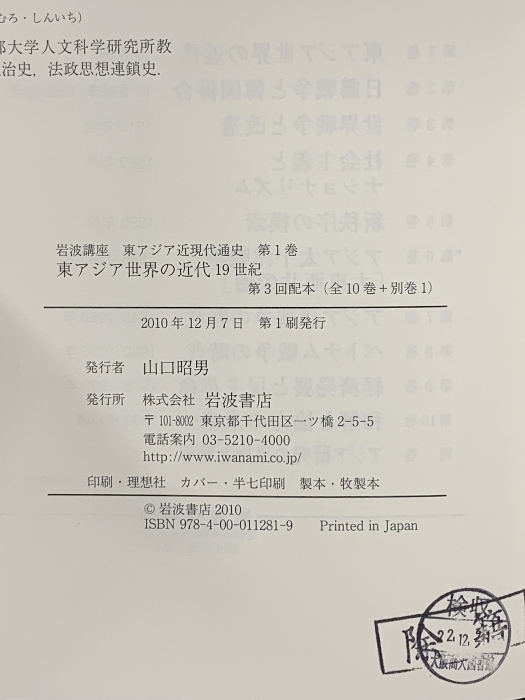 むろ・しんいち）
部大学人文科学研究所教
治史，法政思想連鎖史．
岩波講座　東アジア近現代通史　第1巻
東アジア世界の近代 19世紀
第3回配本（全10巻＋別巻1）
2010年12月7日　第1刷発行
発行者　山口昭男
発行所　株式会社 岩波書店
〒101-8002 東京都千代田区一ツ橋2-5-5
電話案内 03-5210-4000
http://www.iwanami.co.jp/
印刷・理想社　カバー・半七印刷　製本・牧製本
© 岩波書店 2010
ISBN 978-4-00-011281-9　Printed in Japan
検収
22.12.
除籍